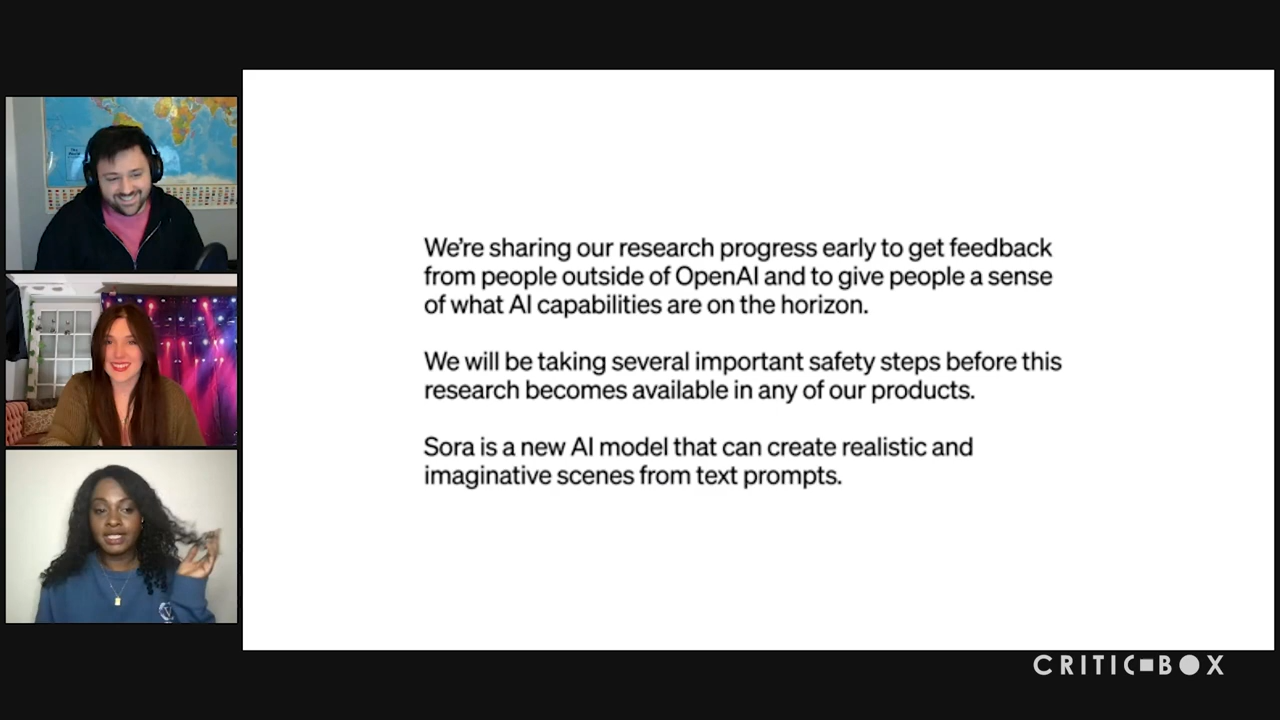 We’re sharing our research progress early to get feedback
from people outside of OpenAI and to give people a sense
of what AI capabilities are on the horizon.
We will be taking several important safety steps before this
research becomes available in any of our products.
Sora is a new AI model that can create realistic and
imaginative scenes from text prompts.
CRITIC BOX